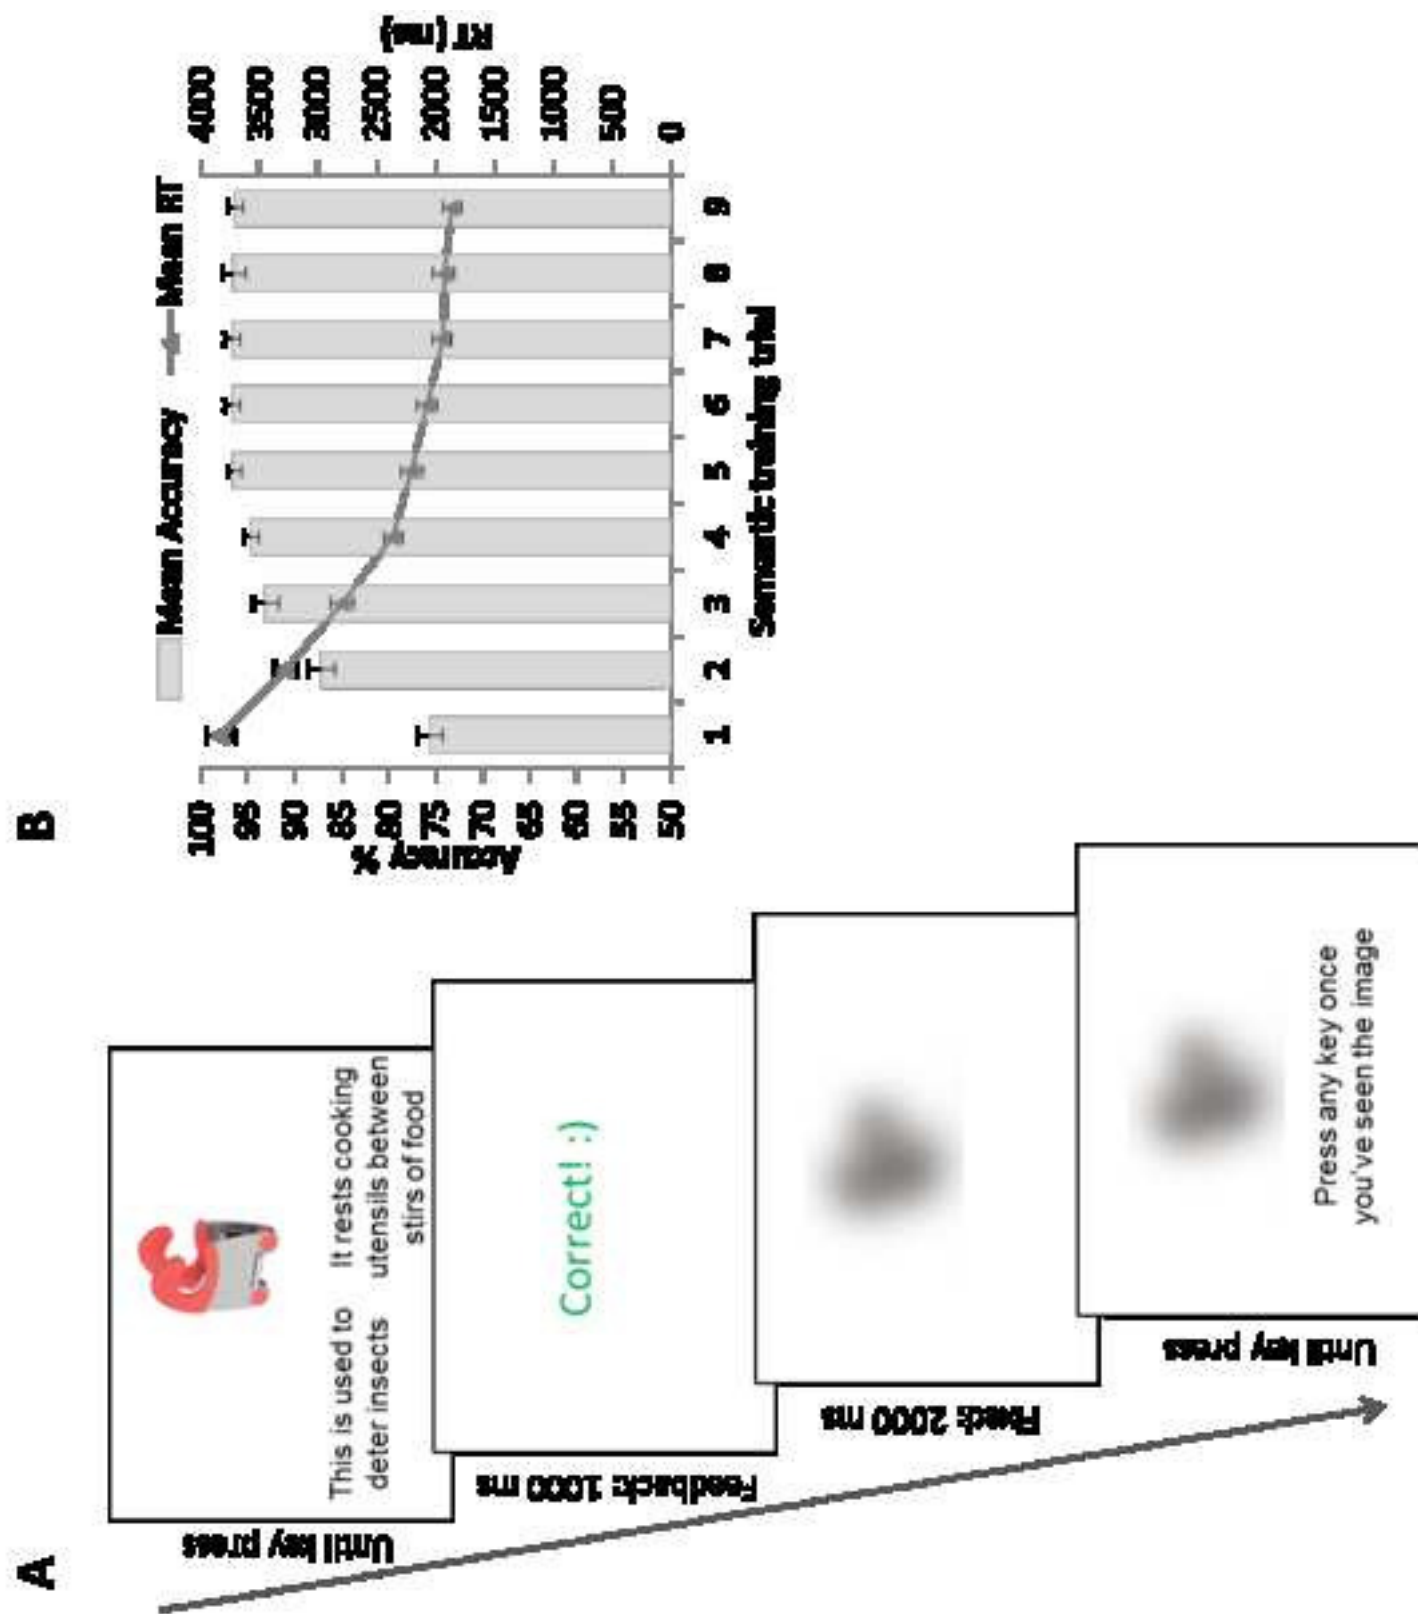 A
This is used to
deter insects
It rests cooking
utensils between
stirs of food
Until key press
Correct! :)
Feedback: 1000 ms
Fixed: 2000 ms
Press any key once
you've seen the image
Until key press
B
Mean Accuracy
Mean RT
Accuracy %
100
95
90
85
80
75
70
65
60
55
50
RT (ms)
4000
3500
3000
2500
2000
1500
1000
500
0
1 2 3 4 5 6 7 8 9
Semantic training trial